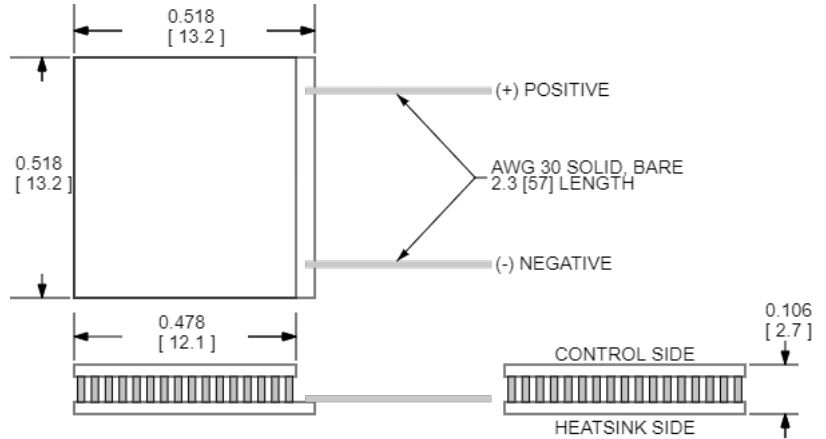 0.518
[ 13.2 ]
(+) POSITIVE
0.518
[ 13.2 ]
AWG 30 SOLID, BARE
2.3 [57] LENGTH
(-) NEGATIVE
0.478
[ 12.1 ]
0.106
[ 2.7 ]
CONTROL SIDE
HEATSINK SIDE